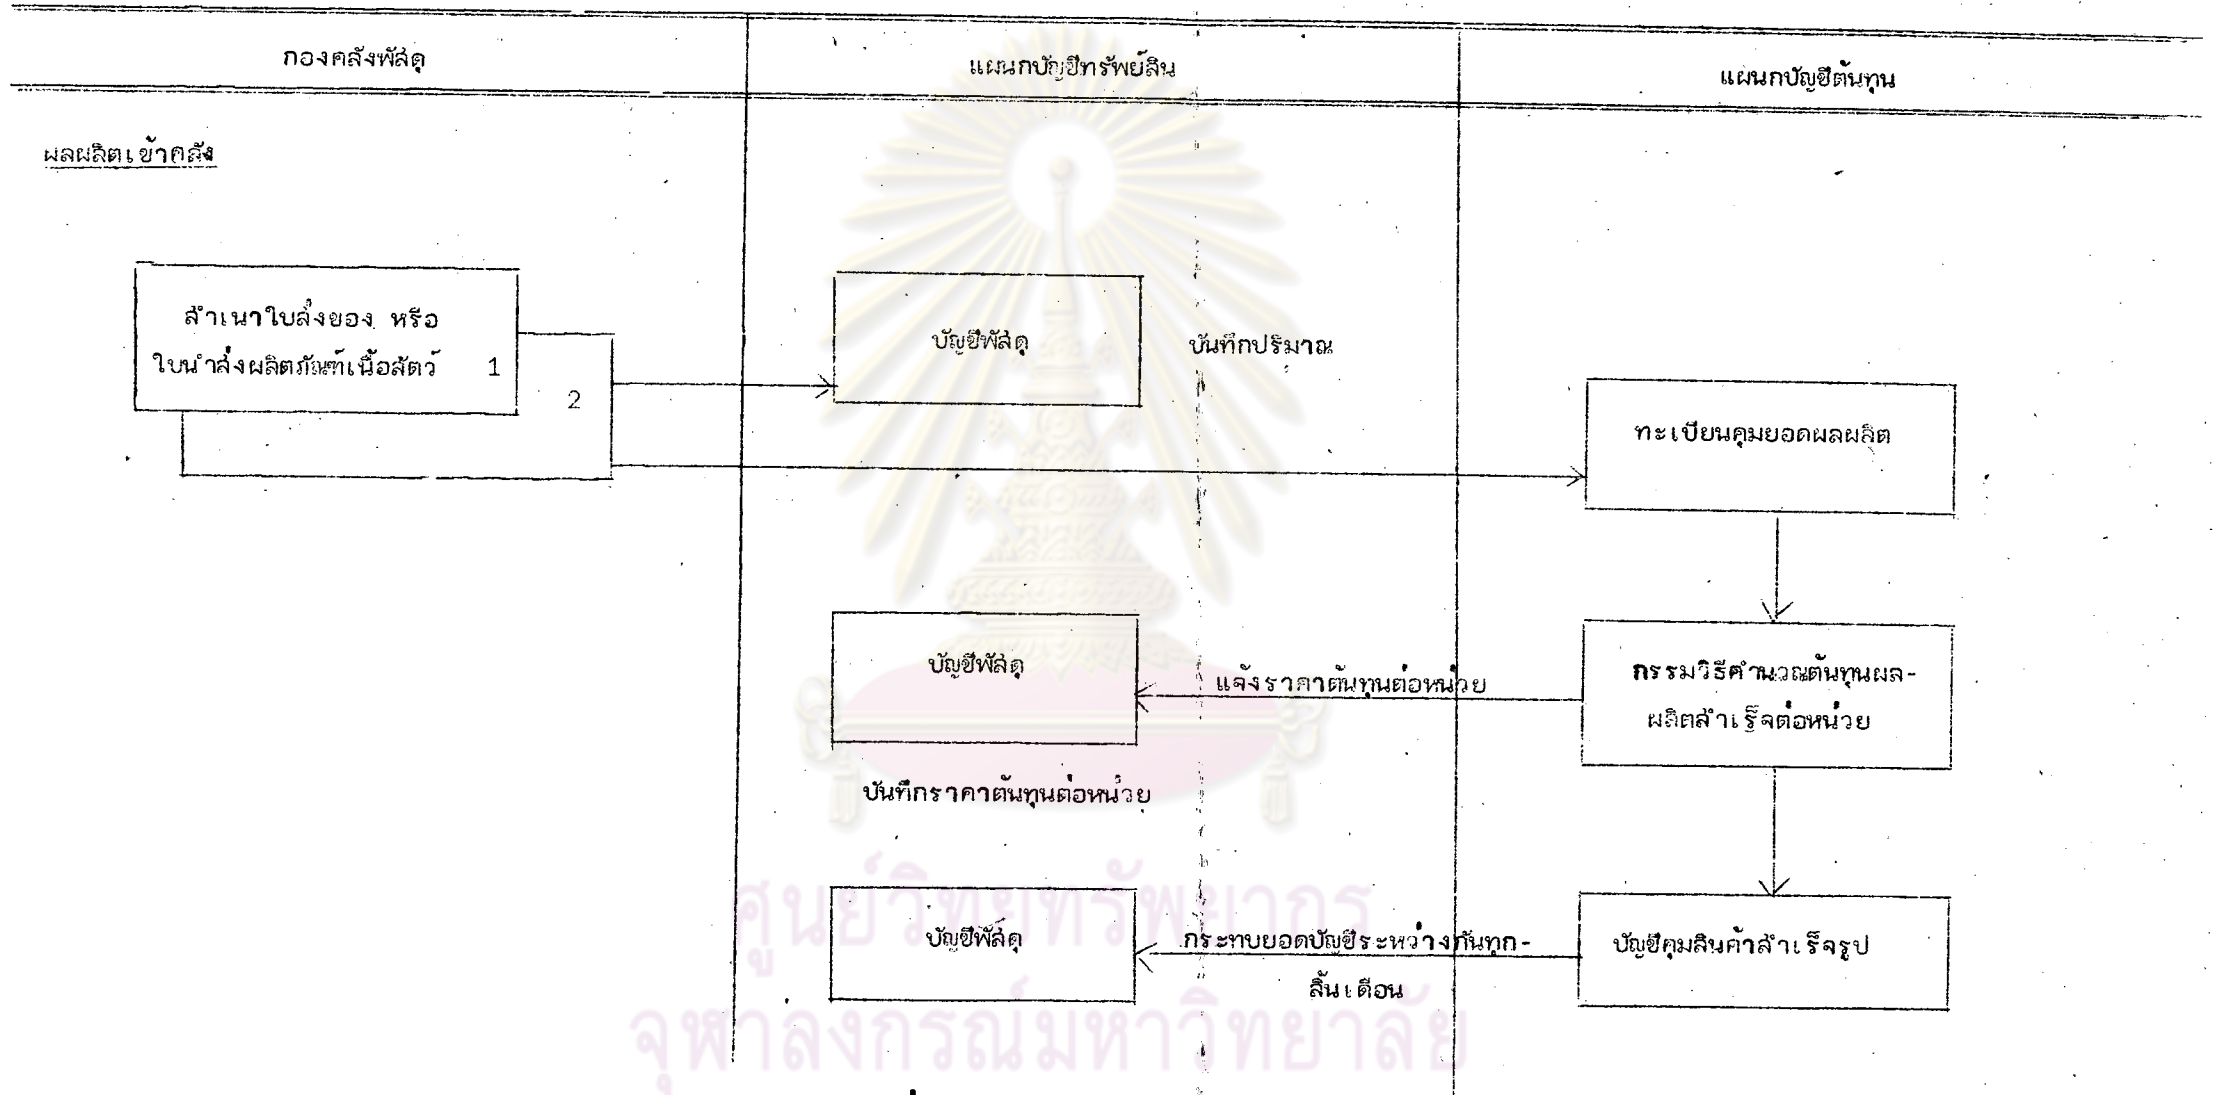 กองคลังพัสดุ
แผนกบัญชีทรัพย์สิน
แผนกบัญชีต้นทุน
ผลผลิตเข้าคลัง
สำเนาใบส่งของ หรือ
ใบนำส่งผลิตภัณฑ์เนื้อสัตว์ 1
2
บัญชีพัสดุ
บันทึกปริมาณ
ทะเบียนคุมยอดผลผลิต
บัญชีพัสดุ
แจ้งราคาต้นทุนต่อหน่วย
กรรมวิธีคำนวณต้นทุนผล-
ผลิตสำเร็จต่อหน่วย
บันทึกราคาต้นทุนต่อหน่วย
บัญชีพัสดุ
กระทบยอดบัญชีระหว่างกันทุก-
สิ้นเดือน
บัญชีคุมสินค้าสำเร็จรูป
ศูนย์วิทยทรัพยากร
จุฬาลงกรณ์มหาวิทยาลัย